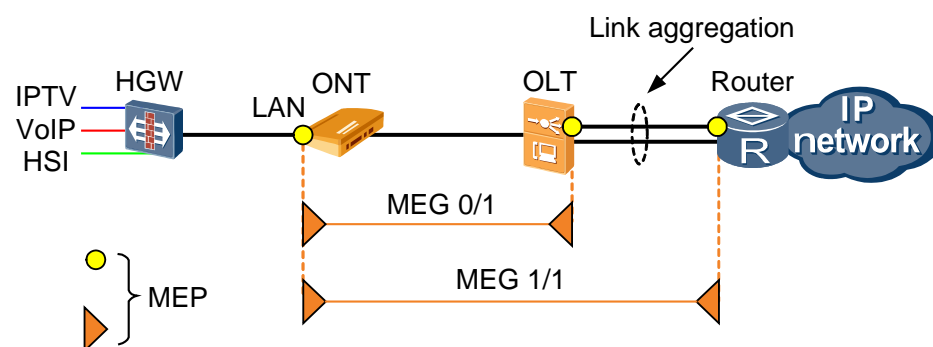 Link aggregation
HGW
ONT
OLT
Router
IPTV
VoIP
HSI
LAN
R
IP
network
MEG 0/1
MEG 1/1
MEP